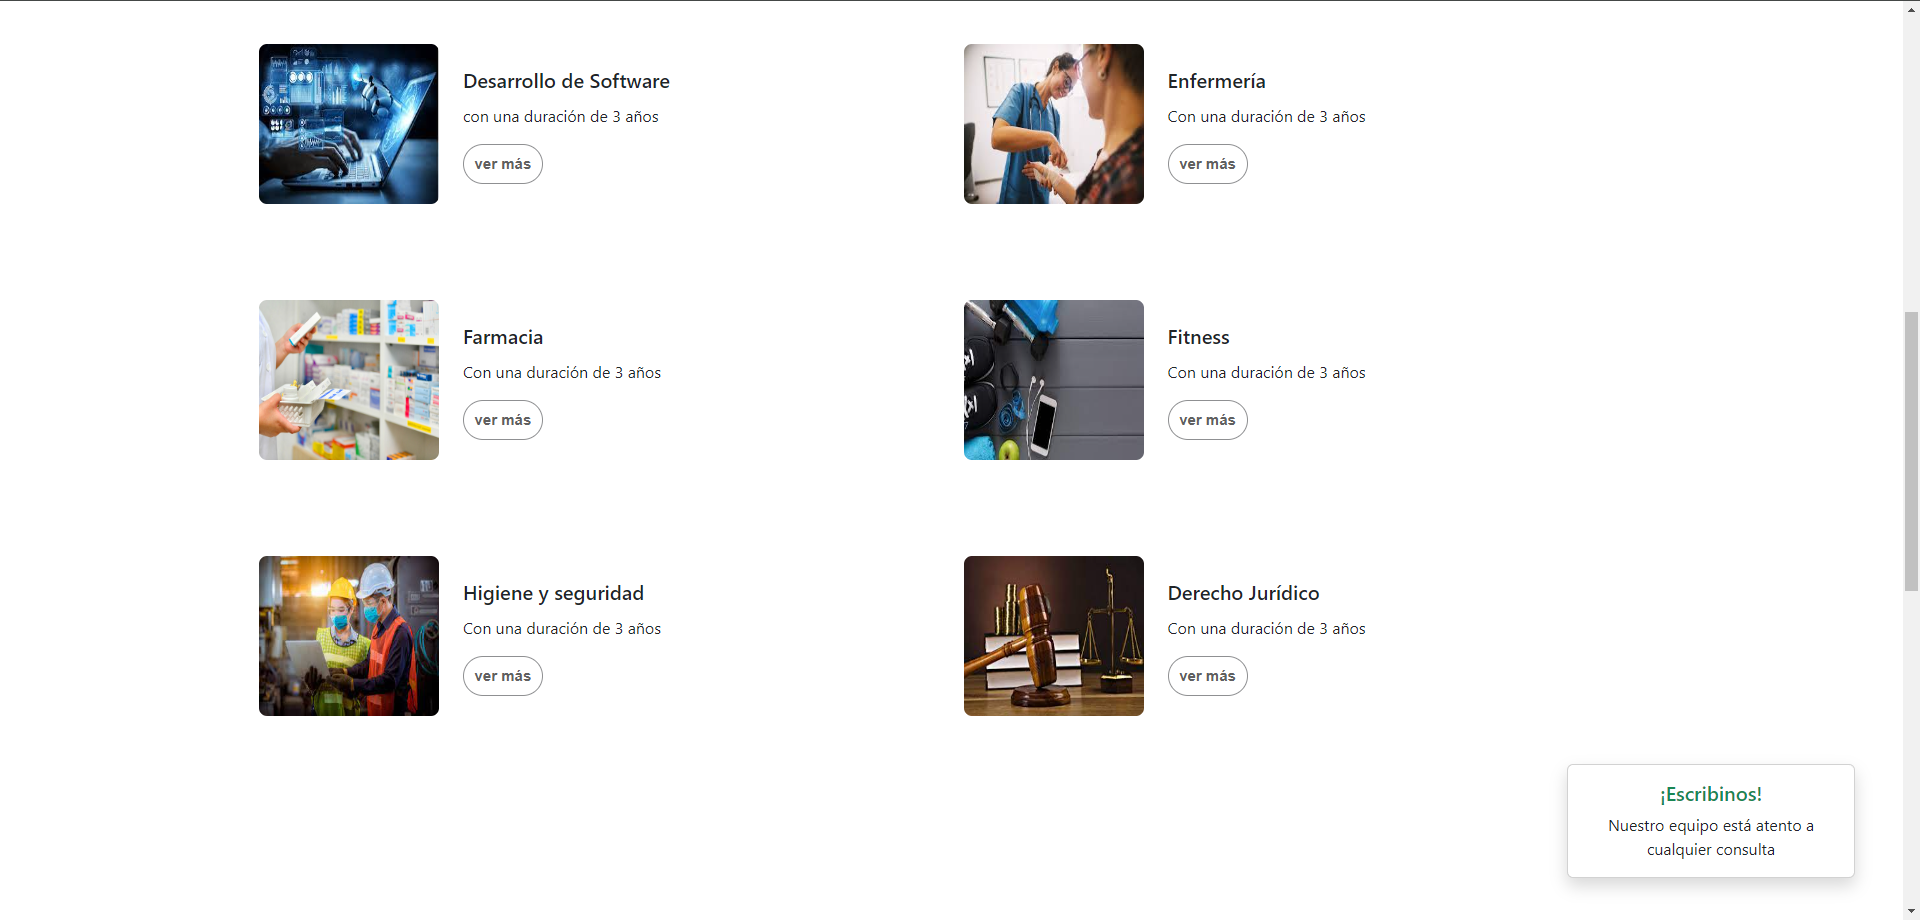 Desarrollo de Software
con una duración de 3 años
ver más
Enfermería
Con una duración de 3 años
ver más
Farmacia
Con una duración de 3 años
ver más
Fitness
Con una duración de 3 años
ver más
Higiene y seguridad
Con una duración de 3 años
ver más
Derecho Jurídico
Con una duración de 3 años
ver más
¡Escribinos!
Nuestro equipo está atento a
cualquier consulta